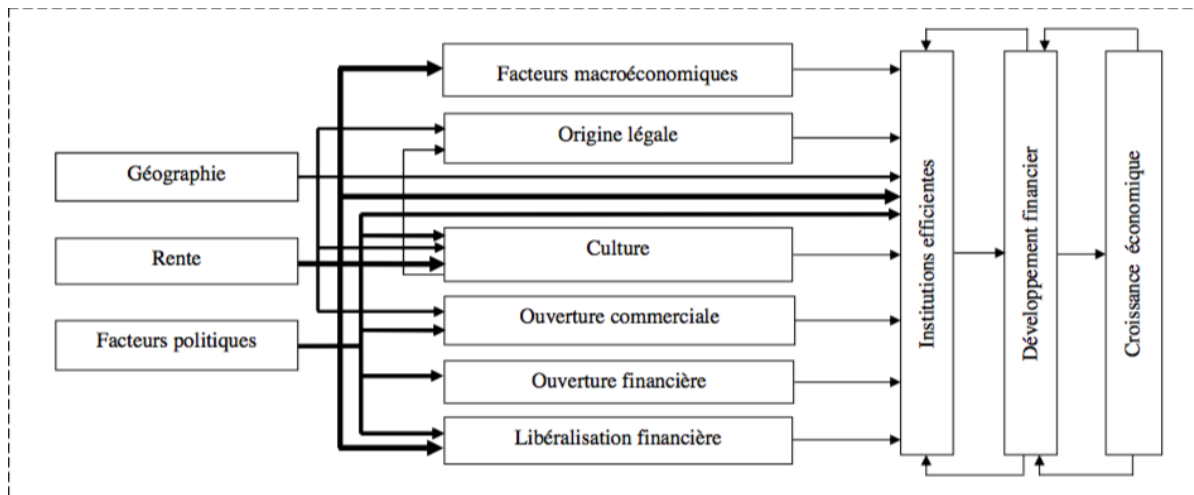 Facteurs macroéconomiques
Origine légale
Géographie
Rente
Culture
Facteurs politiques
Ouverture commerciale
Ouverture financière
Libéralisation financière
Institutions efficientes
Développement financier
Croissance économique